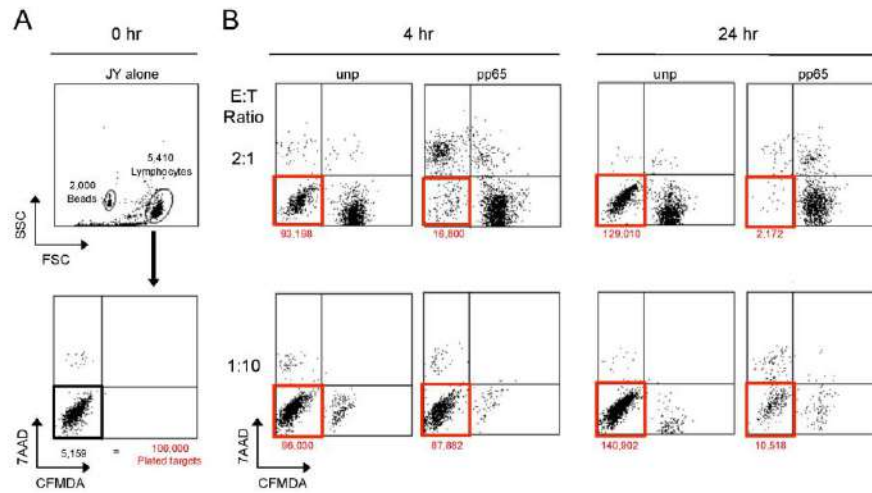 A
0 hr
B
4 hr
24 hr
JY alone
unp
pp65
unp
pp65
E:T
Ratio
2:1
5,410
Lymphocytes
2,000
Beads
SSC
FSC
93,198
16,800
129,010
2,172
1:10
7AAD
5,159 = 100,000
Plated targets
CFMDA
7AAD
CFMDA
96,030
87,882
140,902
10,518